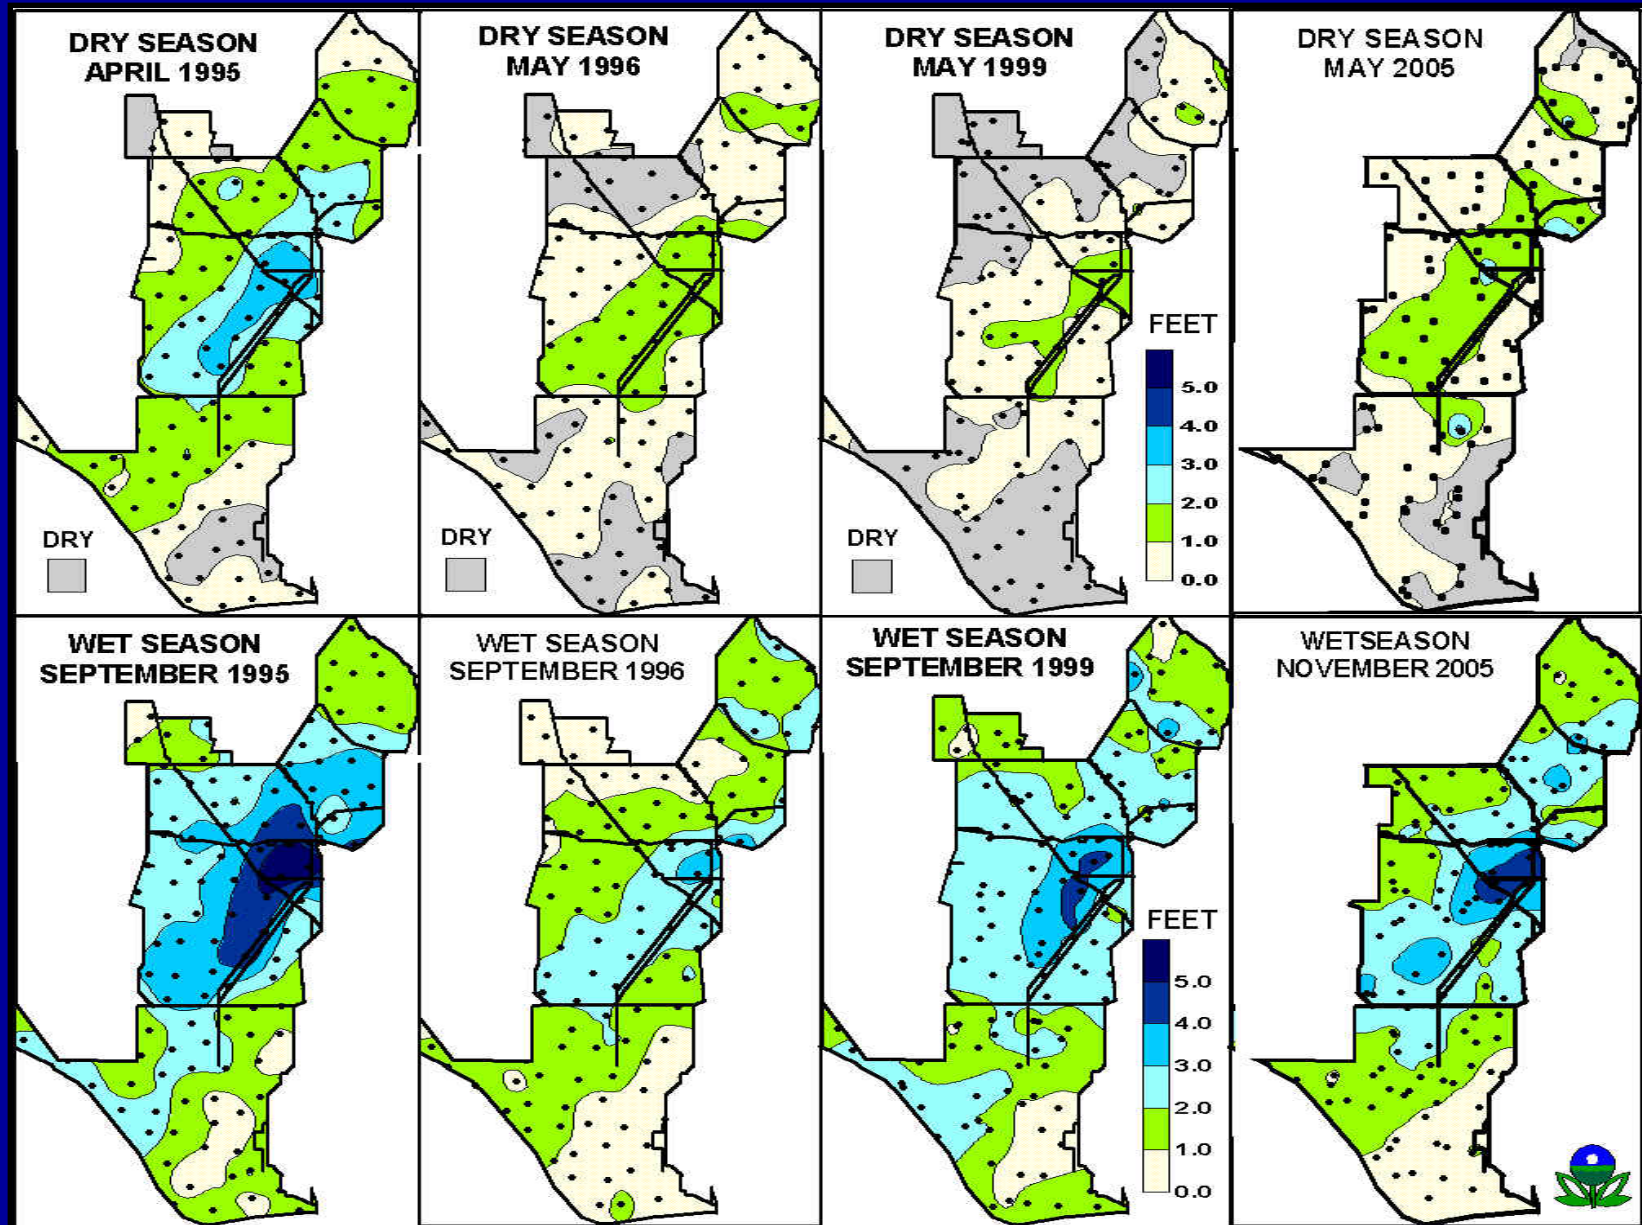 DRY SEASON
APRIL 1995
DRY
DRY SEASON
MAY 1996
DRY
DRY SEASON
MAY 1999
DRY
FEET
5.0
4.0
3.0
2.0
1.0
0.0
DRY SEASON
MAY 2005
WET SEASON
SEPTEMBER 1995
WET SEASON
SEPTEMBER 1996
WET SEASON
SEPTEMBER 1999
FEET
5.0
4.0
3.0
2.0
1.0
0.0
WETSEASON
NOVEMBER 2005